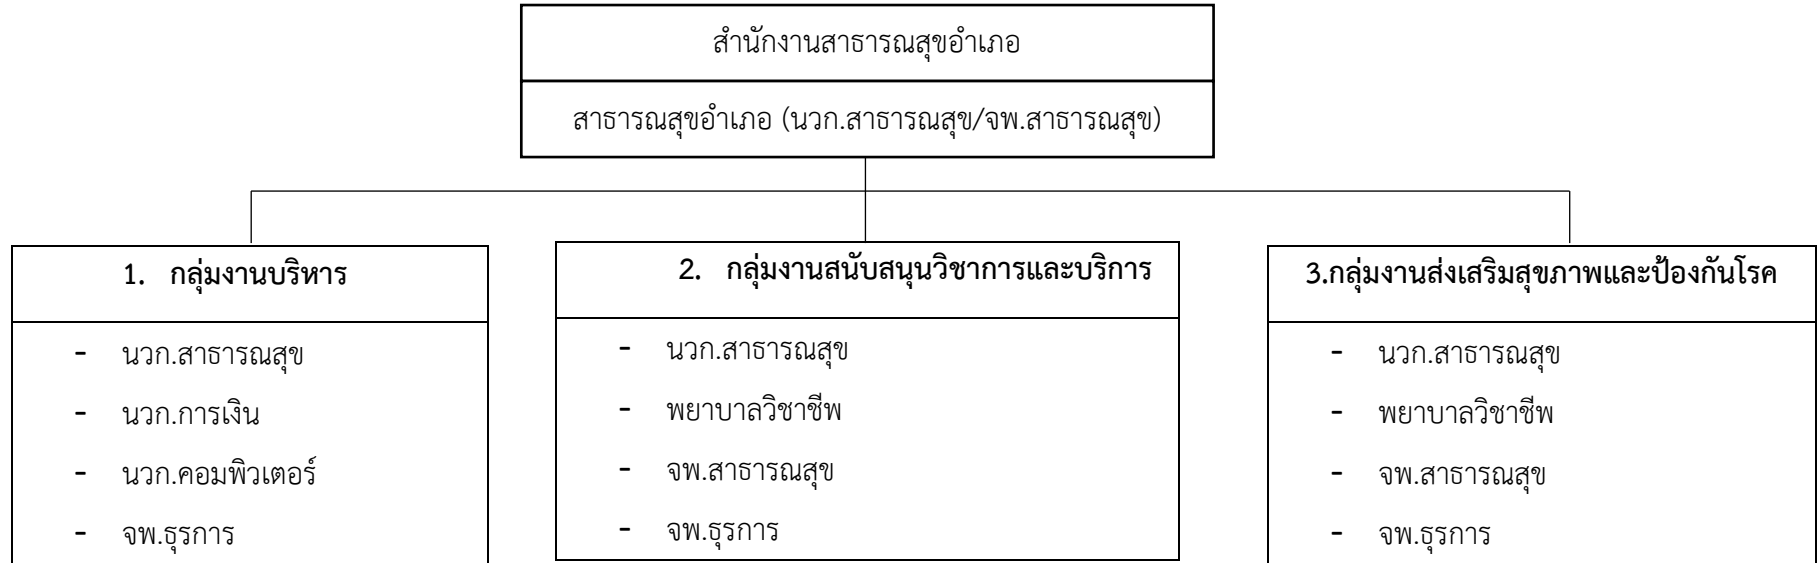 สำนักงานสาธารณสุขอำเภอ
สาธารณสุขอำเภอ (นวก.สาธารณสุข/จพ.สาธารณสุข)
1. กลุ่มงานบริหาร
- นวก.สาธารณสุข
- นวก.การเงิน
- นวก.คอมพิวเตอร์
- จพ.ธุรการ
2. กลุ่มงานสนับสนุนวิชาการและบริการ
- นวก.สาธารณสุข
- พยาบาลวิชาชีพ
- จพ.สาธารณสุข
- จพ.ธุรการ
3.กลุ่มงานส่งเสริมสุขภาพและป้องกันโรค
- นวก.สาธารณสุข
- พยาบาลวิชาชีพ
- จพ.สาธารณสุข
- จพ.ธุรการ